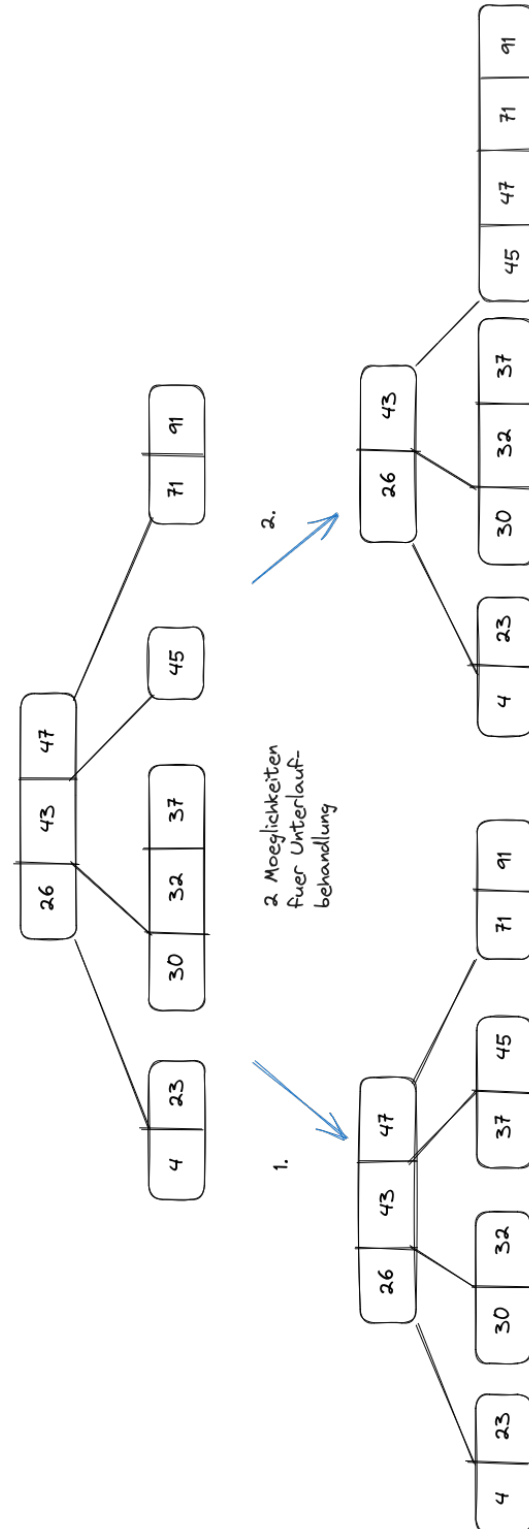 26 43 47
4 23 30 32 37 45 71 91
2 Moeglichkeiten
fuer Unterlauf-
behandlung
1.
2.
26 43 47
4 23 30 32 37 45 71 91
26 43
4 23 30 32 37 45 47 71 91